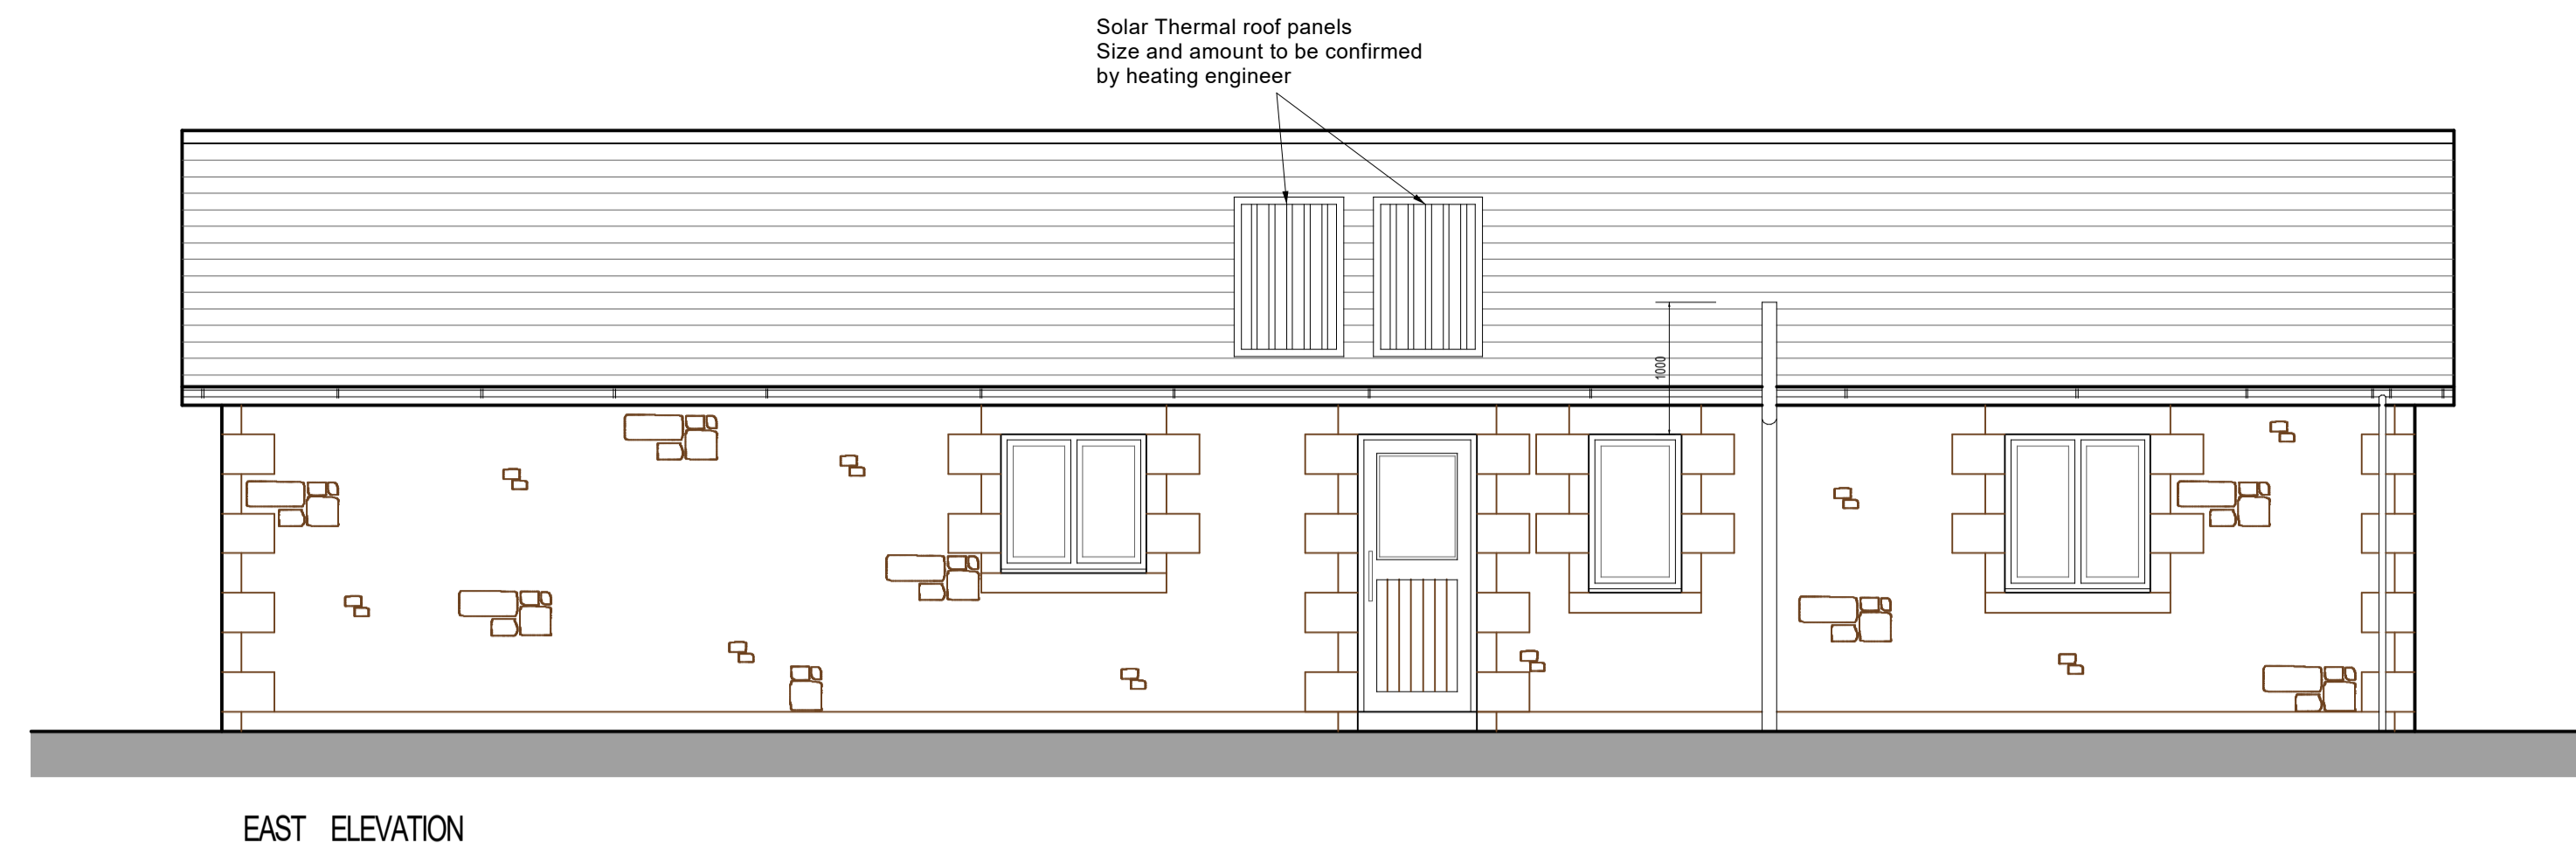 Solar Thermal roof panels
Size and amount to be confirmed
by heating engineer
1000
EAST ELEVATION